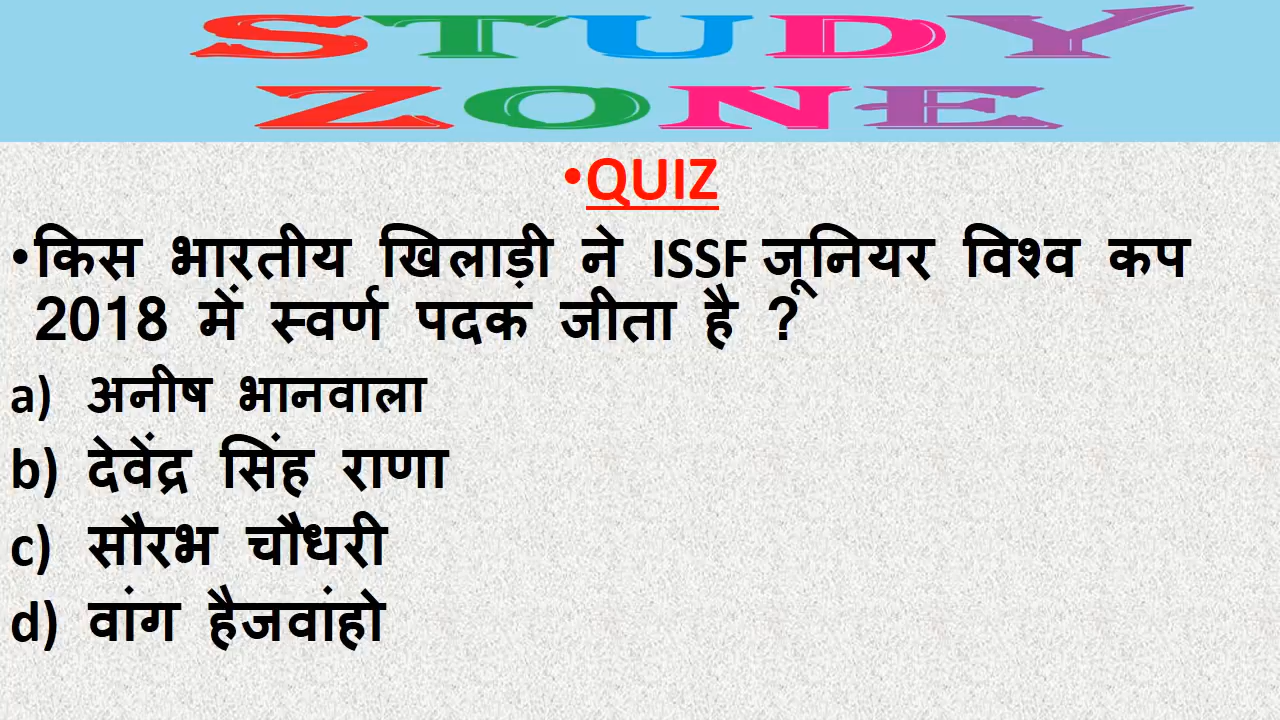 STUDY
ZONE
•QUIZ
•किस भारतीय खिलाड़ी ने ISSF जूनियर विश्व कप
2018 में स्वर्ण पदक जीता है ?
a) अनीष भानवाला
b) देवेंद्र सिंह राणा
c) सौरभ चौधरी
d) वांग हैजवांहो